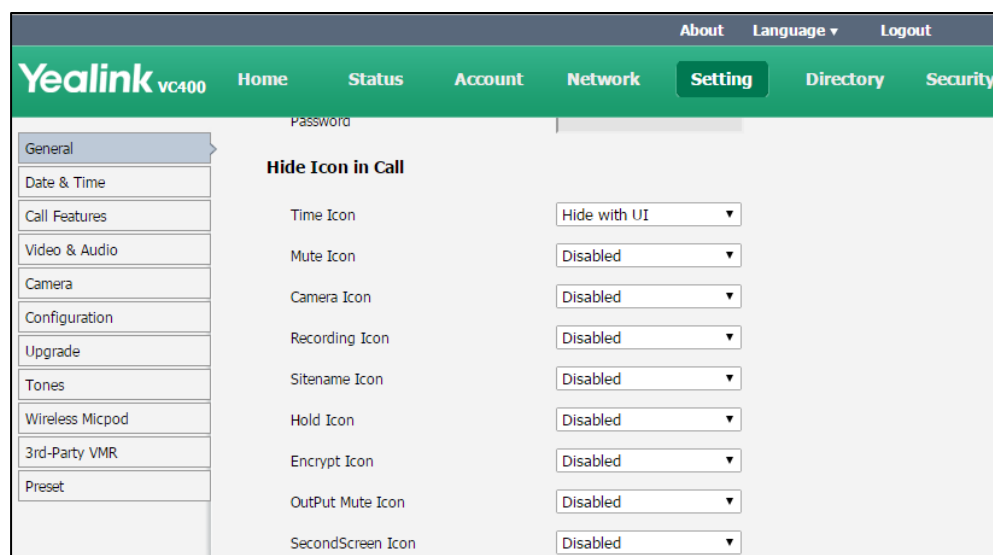 About Language ▾ Logout
Yealink VC400 Home Status Account Network Setting Directory Security
General
Date & Time
Call Features
Video & Audio
Camera
Configuration
Upgrade
Tones
Wireless Micpod
3rd-Party VMR
Preset
Password
Hide Icon in Call
Time Icon Hide with UI
Mute Icon Disabled
Camera Icon Disabled
Recording Icon Disabled
Sitename Icon Disabled
Hold Icon Disabled
Encrypt Icon Disabled
OutPut Mute Icon Disabled
SecondScreen Icon Disabled